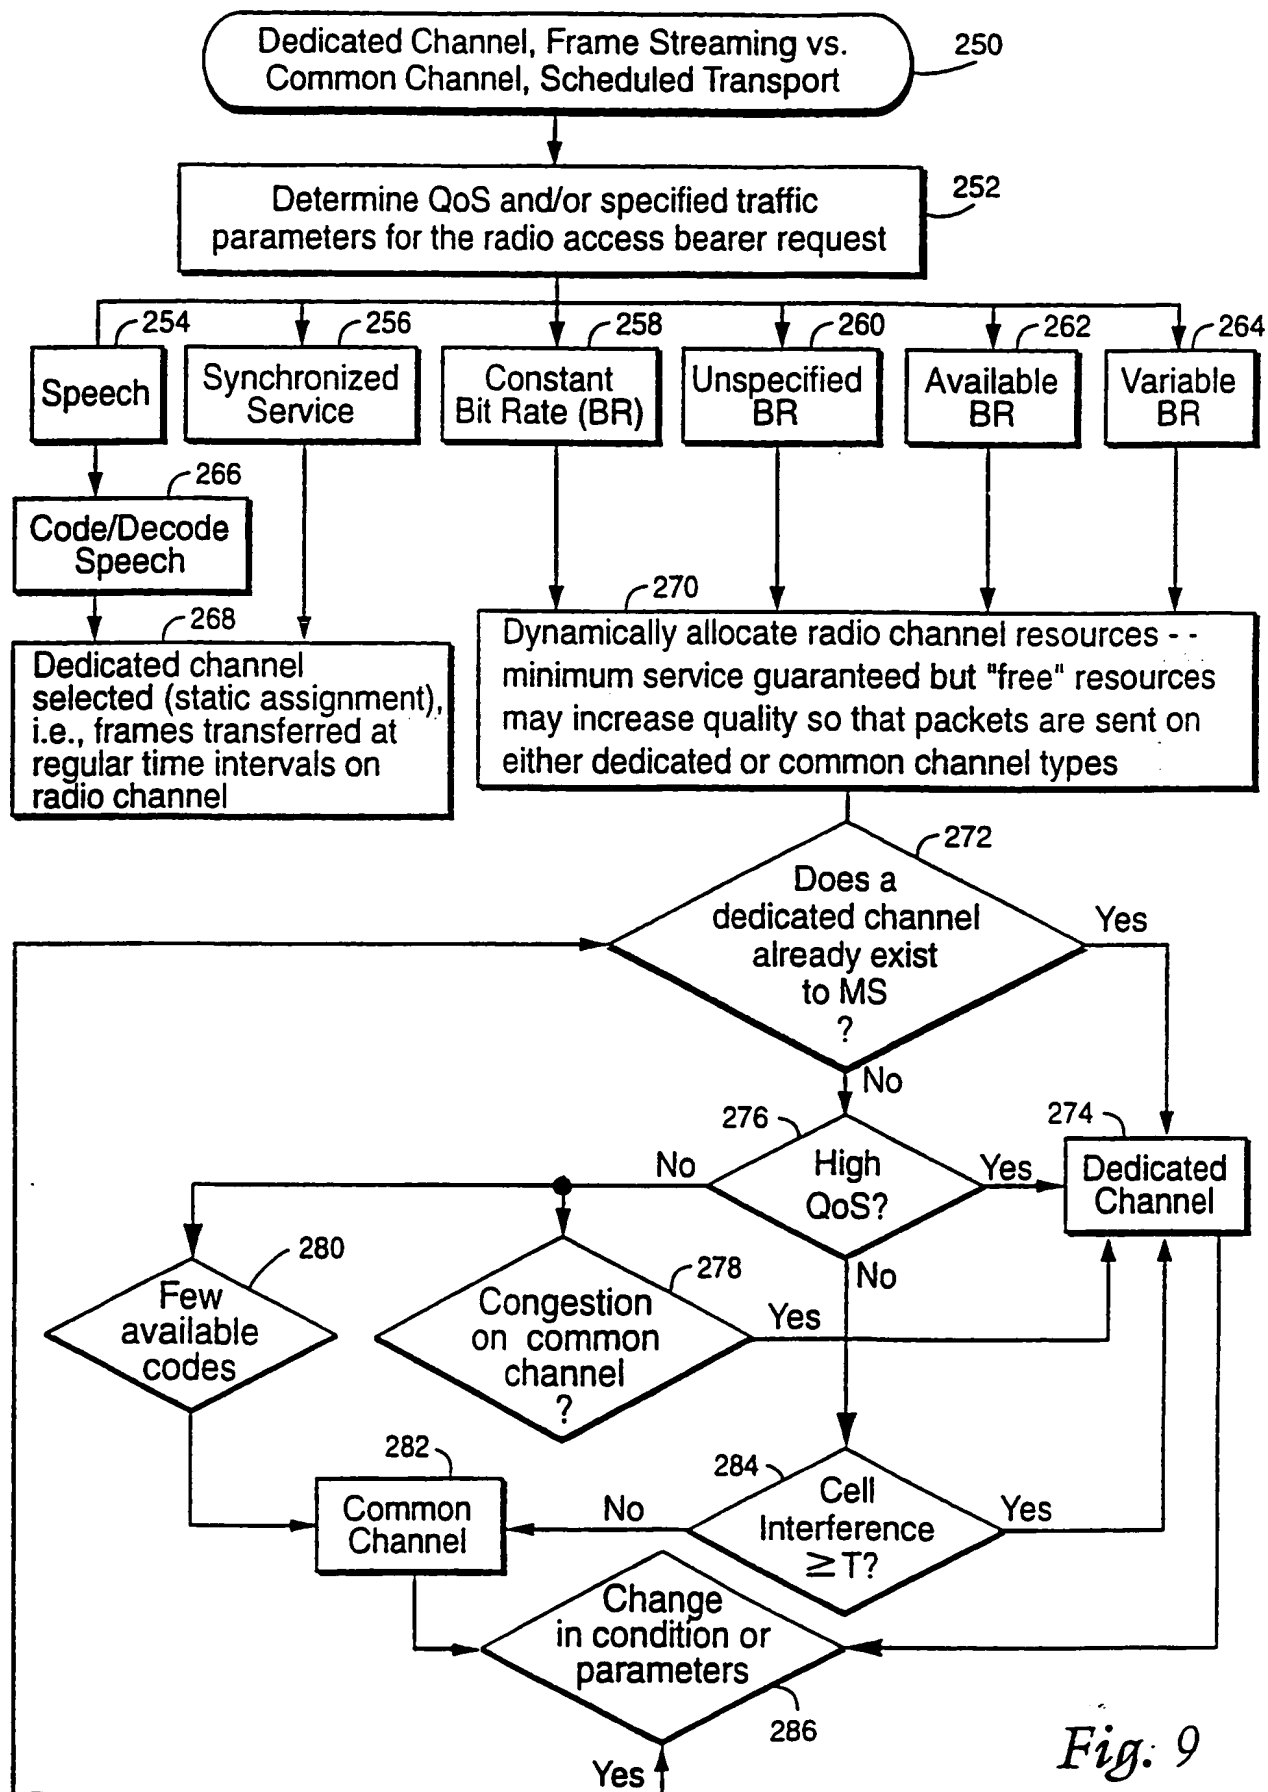 Dedicated Channel, Frame Streaming vs.
Common Channel, Scheduled Transport
250
Determine QoS and/or specified traffic
parameters for the radio access bearer request
252
254
256
258
260
262
264
Speech
Synchronized
Service
Constant
Bit Rate (BR)
Unspecified
BR
Available
BR
Variable
BR
266
Code/Decode
Speech
268
Dedicated channel
selected (static assignment),
i.e., frames transferred at
regular time intervals on
radio channel
270
Dynamically allocate radio channel resources - -
minimum service guaranteed but "free" resources
may increase quality so that packets are sent on
either dedicated or common channel types
272
Does a
dedicated channel
already exist
to MS
?
Yes
No
276
High
QoS?
No
Yes
No
274
Dedicated
Channel
280
Few
available
codes
278
Congestion
on common
channel
?
Yes
282
Common
Channel
284
Cell
Interference
≥ T?
No
Yes
Change
in condition or
parameters
286
Yes
Fig. 9